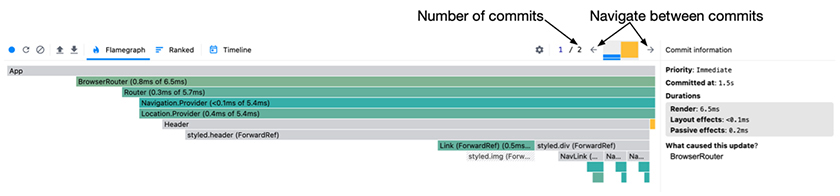 Number of commits
Navigate between commits
Flamegraph
Ranked
Timeline
1 / 2
Commit information
App
BrowserRouter (0.8ms of 6.5ms)
Router (0.3ms of 5.7ms)
Navigation.Provider (<0.1ms of 5.4ms)
Location.Provider (0.4ms of 5.4ms)
Header
styled.header (ForwardRef)
Link (ForwardRef) (0.5ms...
styled.div (ForwardRef)
styled.img (Forw...
NavLink (...
Na...
Na...
Priority: Immediate
Committed at: 1.5s
Durations
Render: 6.5ms
Layout effects: <0.1ms
Passive effects: 0.2ms
What caused this update?
BrowserRouter